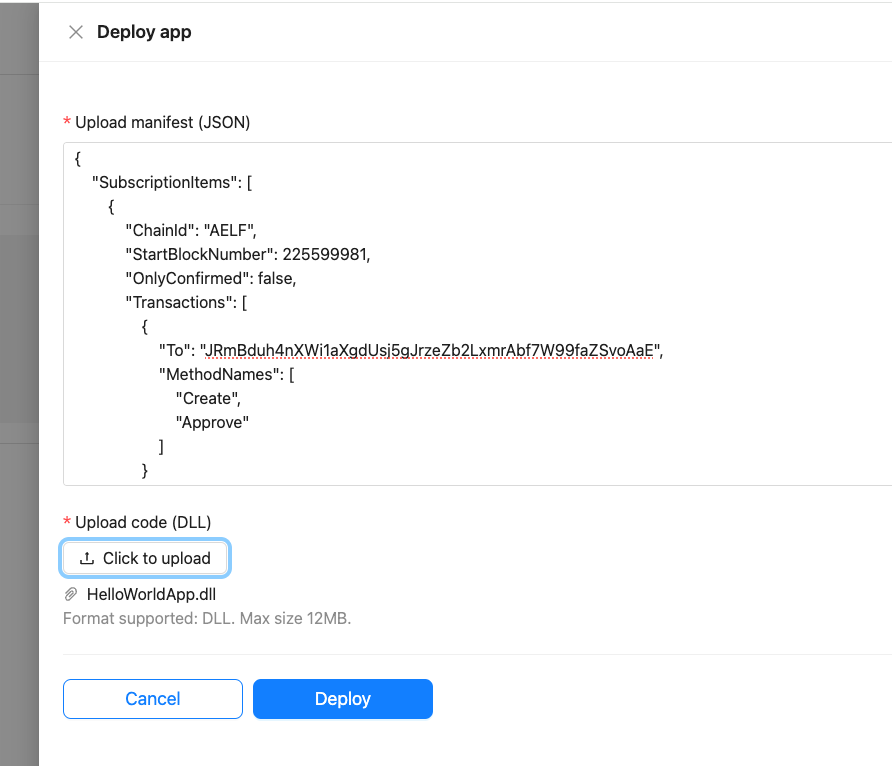 Deploy app
* Upload manifest (JSON)
{
"SubscriptionItems": [
{
"ChainId": "AELF",
"StartBlockNumber": 225599981,
"OnlyConfirmed": false,
"Transactions": [
{
"To": "JRmBduh4nXWi1aXgdUsj5gJrzeZb2LxmrAbf7W99faZSvoAaE",
"MethodNames": [
"Create",
"Approve"
]
}
* Upload code (DLL)
Click to upload
HelloWorldApp.dll
Format supported: DLL. Max size 12MB.
Cancel
Deploy